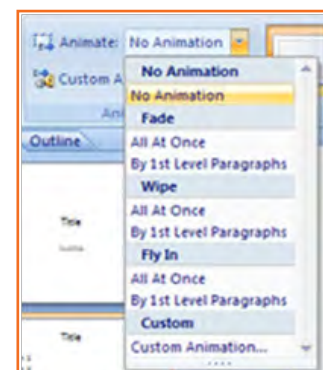 Animate: No Animation
Custom A
No Animation
No Animation
Fade
All At Once
By 1st Level Paragraphs
Wipe
All At Once
By 1st Level Paragraphs
Fly In
All At Once
By 1st Level Paragraphs
Custom
Custom Animation...
An
Outline
Title
Title